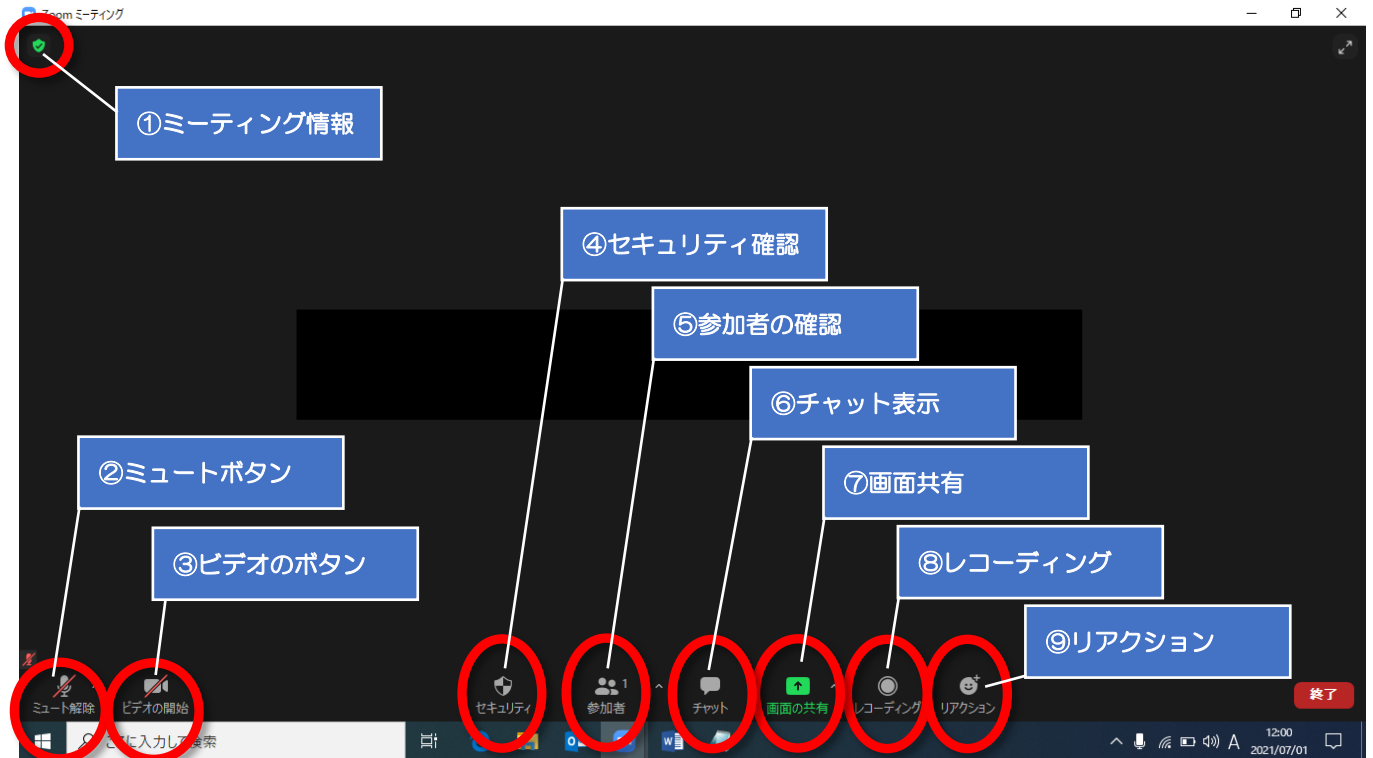 Zoom ミーティング
①ミーティング情報
④セキュリティ確認
⑤参加者の確認
⑥チャット表示
②ミュートボタン
⑦画面共有
③ビデオのボタン
⑧レコーディング
⑨リアクション
ミュート解除
ビデオの開始
セキュリティ
1
参加者
チャット
画面の共有
レコーディング
リアクション
終了
ここに入力して検索
A
12:00
2021/07/01